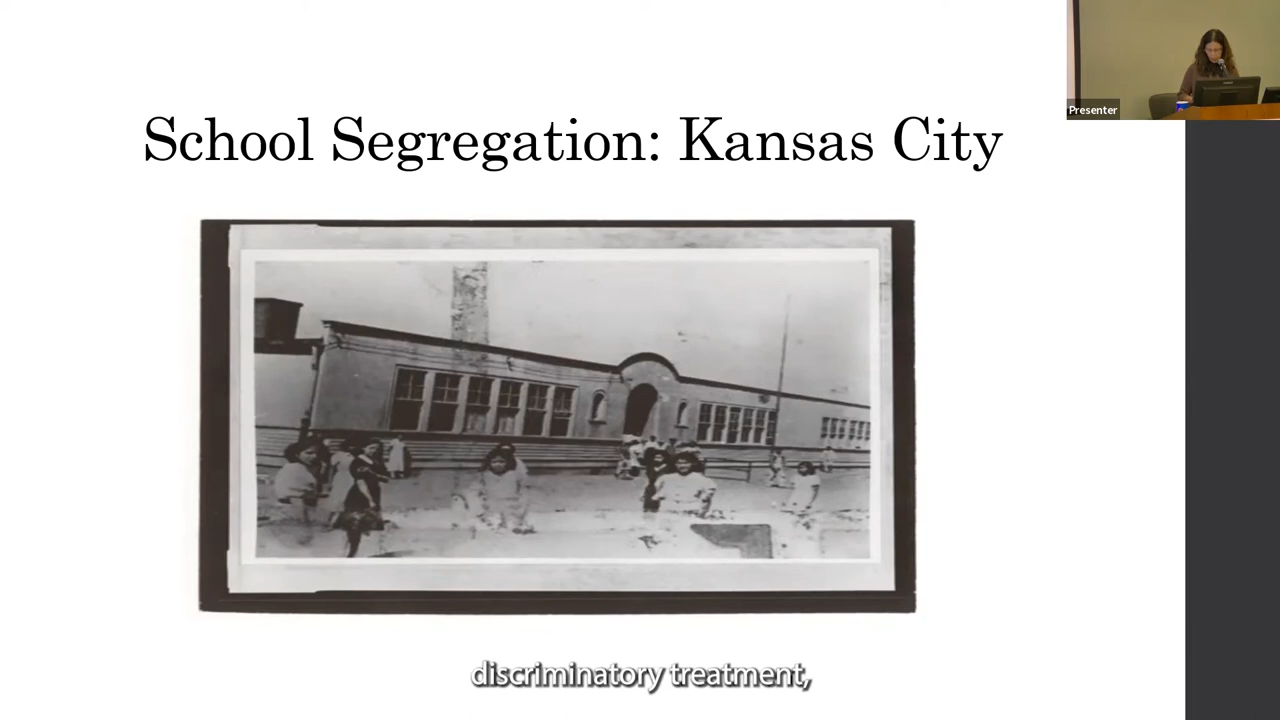 School Segregation: Kansas City
Presenter
discriminatory treatment,